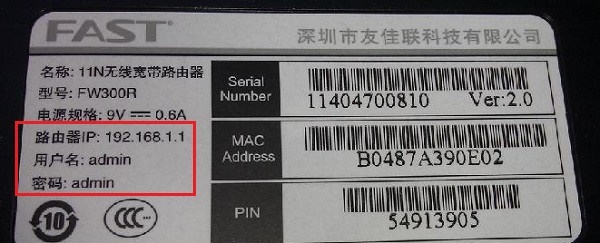 FAST®
深圳市友佳联科技有限公司
名称: 11N无线宽带路由器
型号: FW300R
电源规格: 9V⎓0.6A
路由器IP: 192.168.1.1
用户名: admin
密码: admin
10
CCC
Serial Number
11404700810 Ver:2.0
MAC Address
B0487A390E02
PIN
54913905